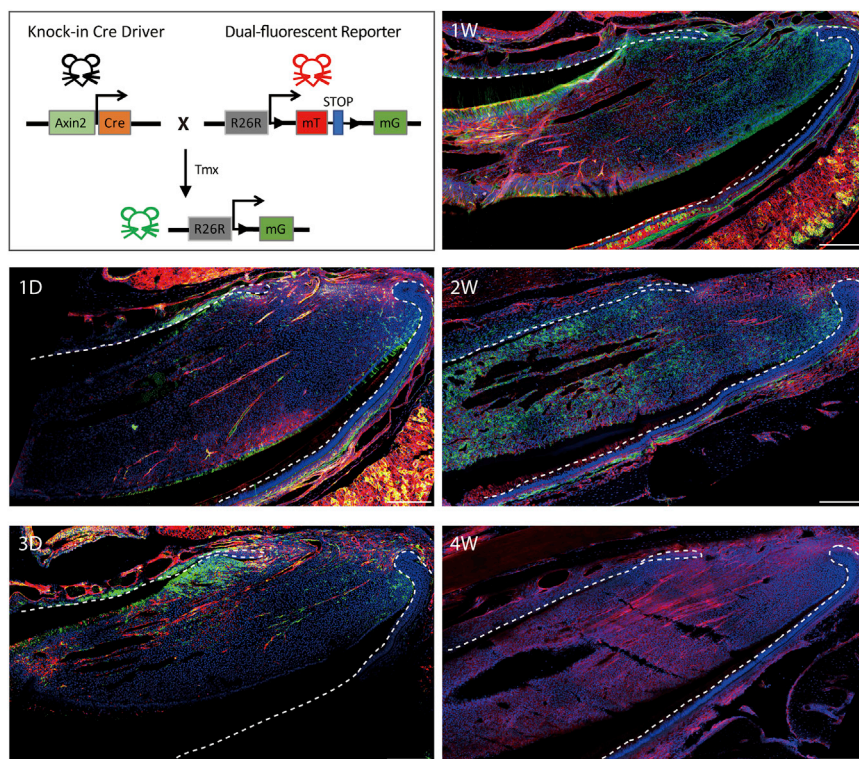 Knock-in Cre Driver
Dual-fluorescent Reporter
STOP
Axin2
Cre
X
R26R
mT
mG
Tmx
R26R
mG
1W
1D
2W
3D
4W